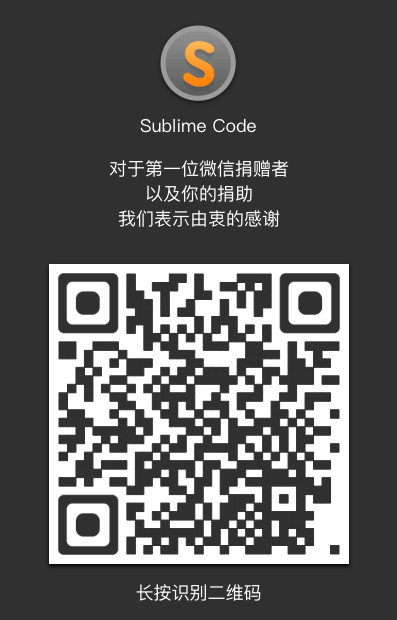 S
Sublime Code
对于第一位微信捐赠者
以及你的捐助
我们表示由衷的感谢
长按识别二维码